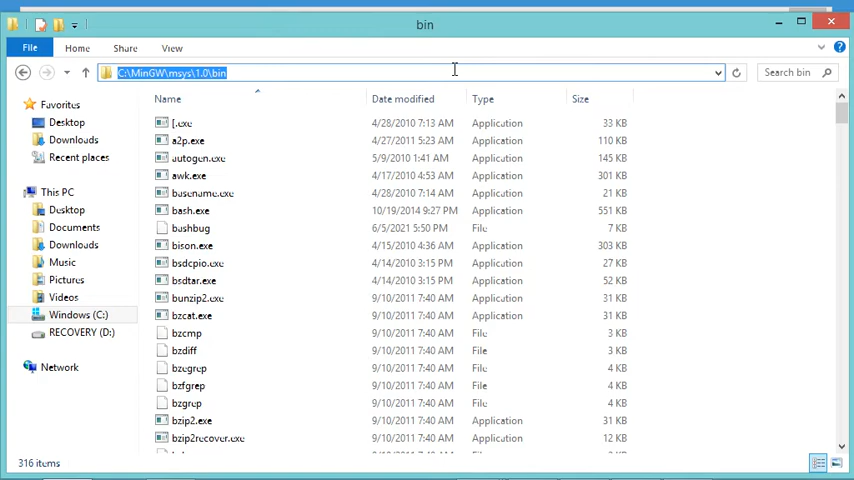 bin
File Home Share View
C:\MinGW\msys\1.0\bin Search bin
Name Date modified Type Size
Favorites
Desktop
Downloads
Recent places
This PC
Desktop
Documents
Downloads
Music
Pictures
Videos
Windows (C:)
RECOVERY (D:)
Network
[.exe 4/28/2010 7:13 AM Application 33 KB
a2p.exe 4/27/2011 5:23 AM Application 110 KB
autogen.exe 5/9/2010 1:41 AM Application 145 KB
awk.exe 4/17/2010 4:53 AM Application 301 KB
basename.exe 4/28/2010 7:14 AM Application 21 KB
bash.exe 10/19/2014 9:27 PM Application 551 KB
bashbug 6/5/2021 5:50 PM File 7 KB
bison.exe 4/15/2010 4:36 AM Application 303 KB
bsdcpio.exe 4/14/2010 3:15 PM Application 27 KB
bsdtar.exe 4/14/2010 3:15 PM Application 52 KB
bunzip2.exe 9/10/2011 7:40 AM Application 31 KB
bzcat.exe 9/10/2011 7:40 AM Application 31 KB
bzcmp 9/10/2011 7:40 AM File 3 KB
bzdiff 9/10/2011 7:40 AM File 3 KB
bzegrep 9/10/2011 7:40 AM File 4 KB
bzfgrep 9/10/2011 7:40 AM File 4 KB
bzgrep 9/10/2011 7:40 AM File 4 KB
bzip2.exe 9/10/2011 7:40 AM Application 31 KB
bzip2recover.exe 9/10/2011 7:40 AM Application 12 KB
316 items